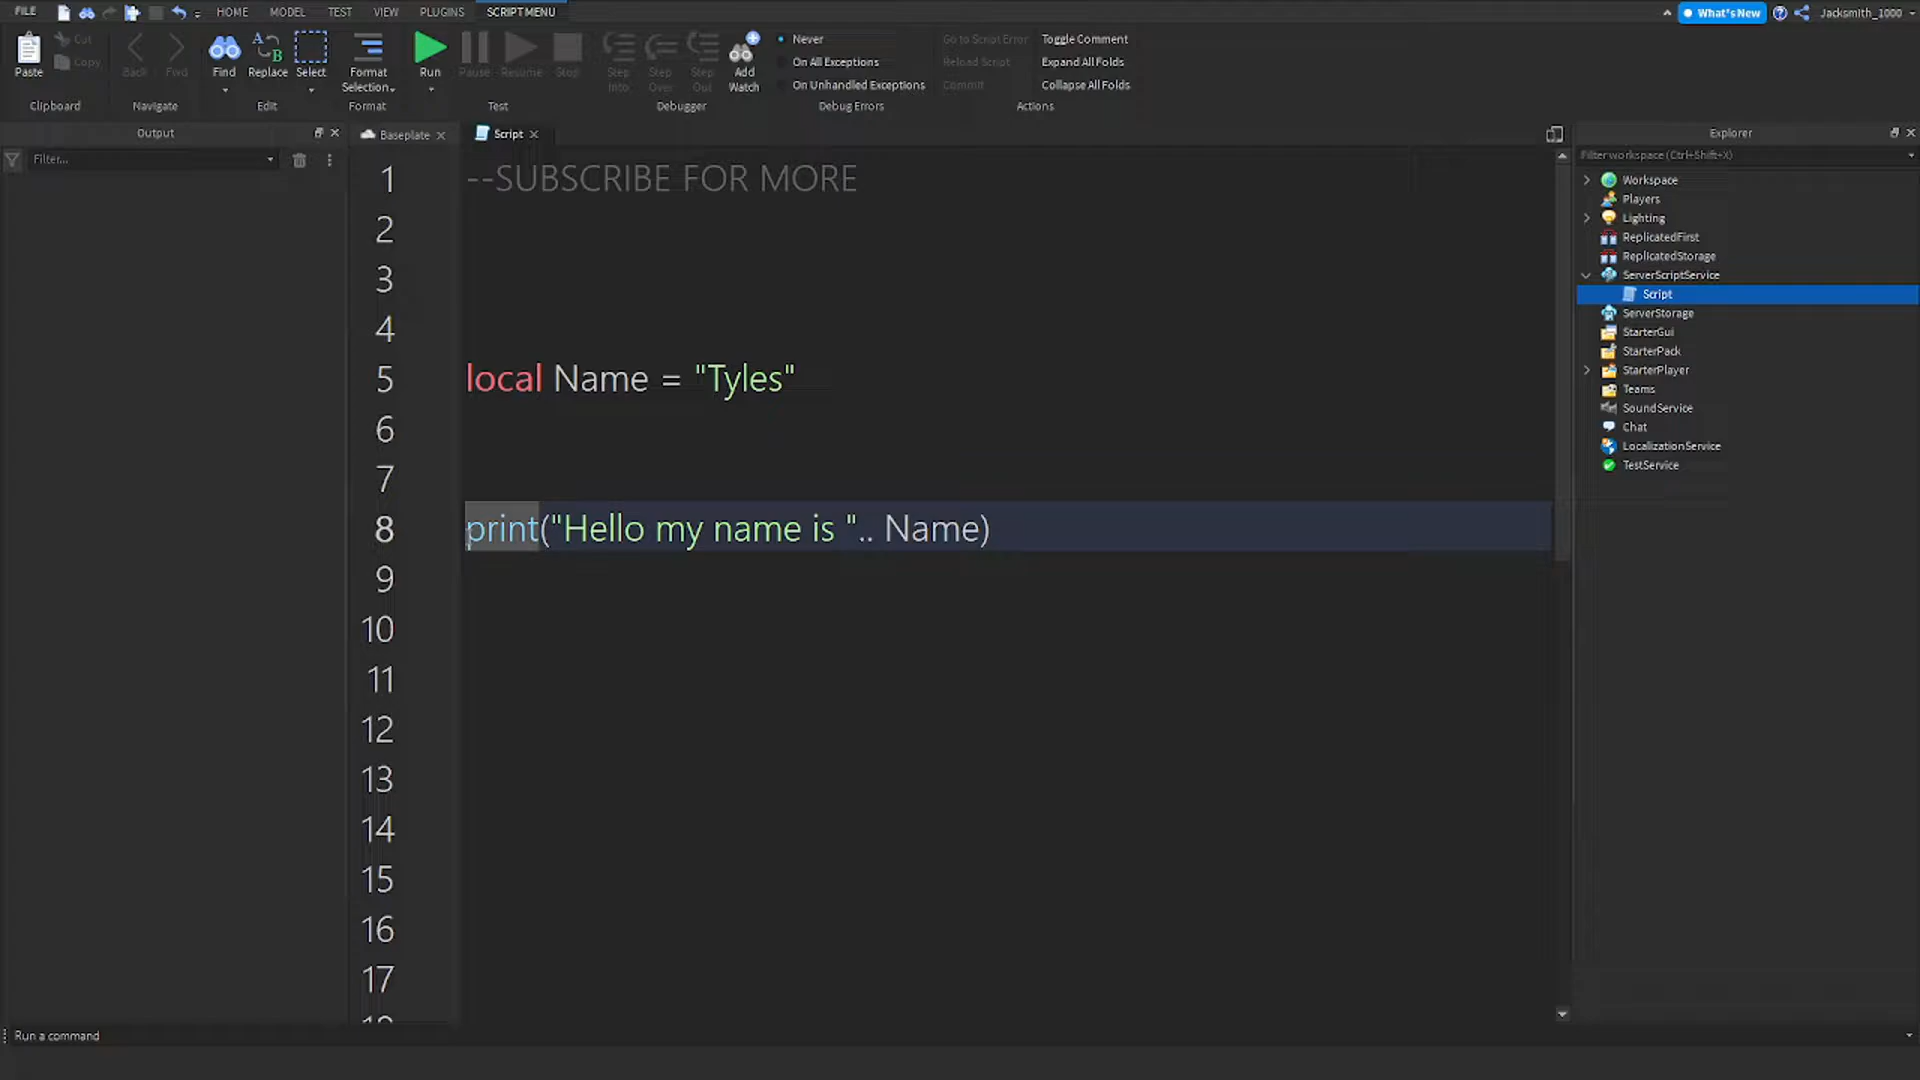 FILE HOME MODEL TEST VIEW PLUGINS SCRIPT MENU What's New Jacksmith_1000
Paste Cut Copy Back Fwd Find Replace Select Format Selection Run Pause Resume Stop Step Into Step Over Step Out Add Watch
Never Go to Script Error Toggle Comment
On All Exceptions Reload Script Expand All Folds
On Unhandled Exceptions Commit Collapse All Folds
Clipboard Navigate Edit Format Test Debugger Debug Errors Actions
Output Baseplate Script Explorer
Filter... Filter workspace (Ctrl+Shift+X)
1 --SUBSCRIBE FOR MORE
2
3
4
5 local Name = "Tyles"
6
7
8 print("Hello my name is ".. Name)
9
10
11
12
13
14
15
16
17
Workspace
Players
Lighting
ReplicatedFirst
ReplicatedStorage
ServerScriptService
Script
ServerStorage
StarterGui
StarterPack
StarterPlayer
Teams
SoundService
Chat
LocalizationService
TestService
Run a command